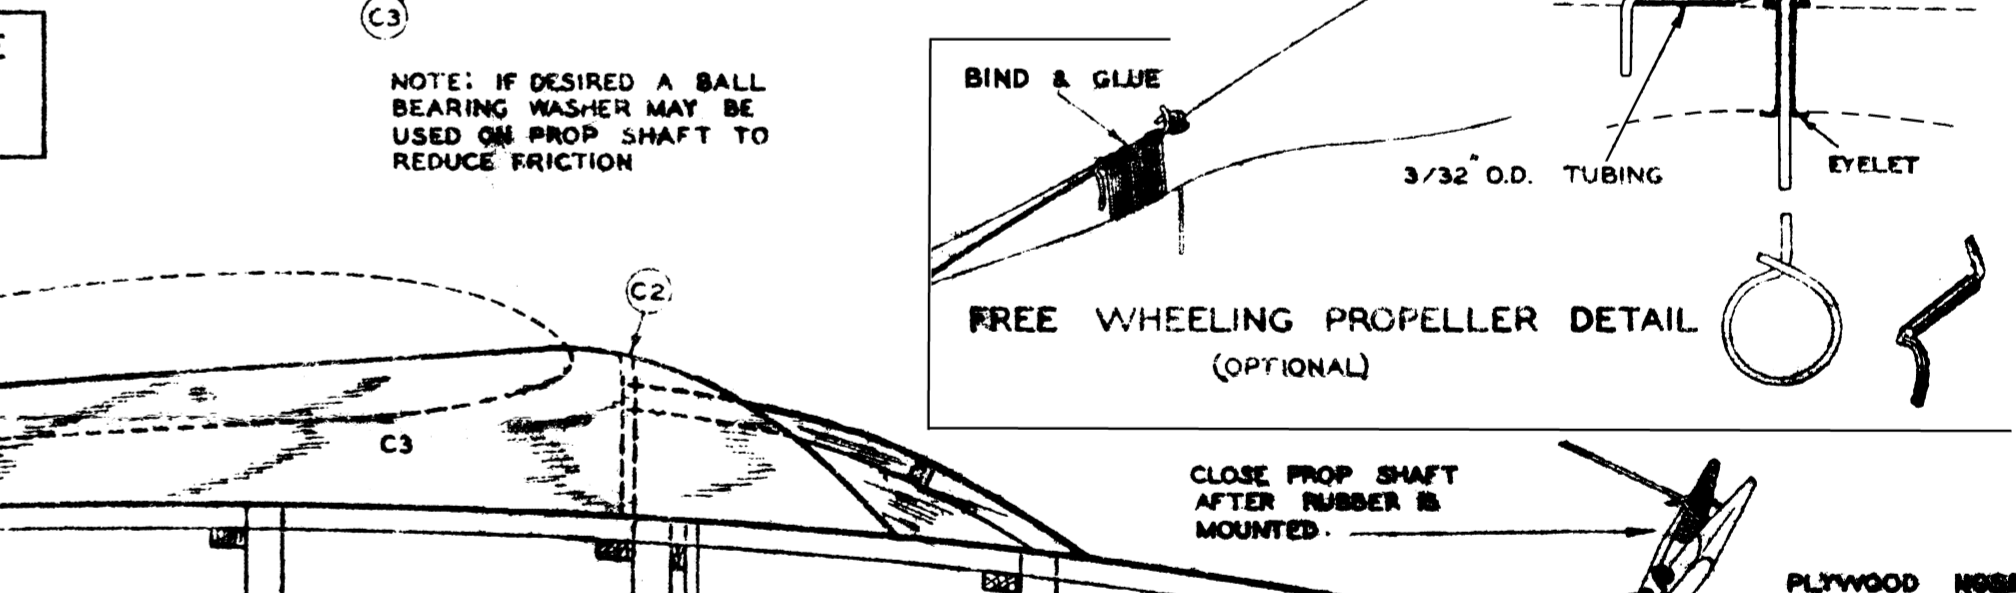 C3
NOTE: IF DESIRED A BALL
BEARING WASHER MAY BE
USED ON PROP SHAFT TO
REDUCE FRICTION
BIND & GLUE
3/32" O.D. TUBING
EYELET
FREE WHEELING PROPELLER DETAIL
(OPTIONAL)
C2
C3
CLOSE PROP SHAFT
AFTER RUBBER IS
MOUNTED.
PLYWOOD